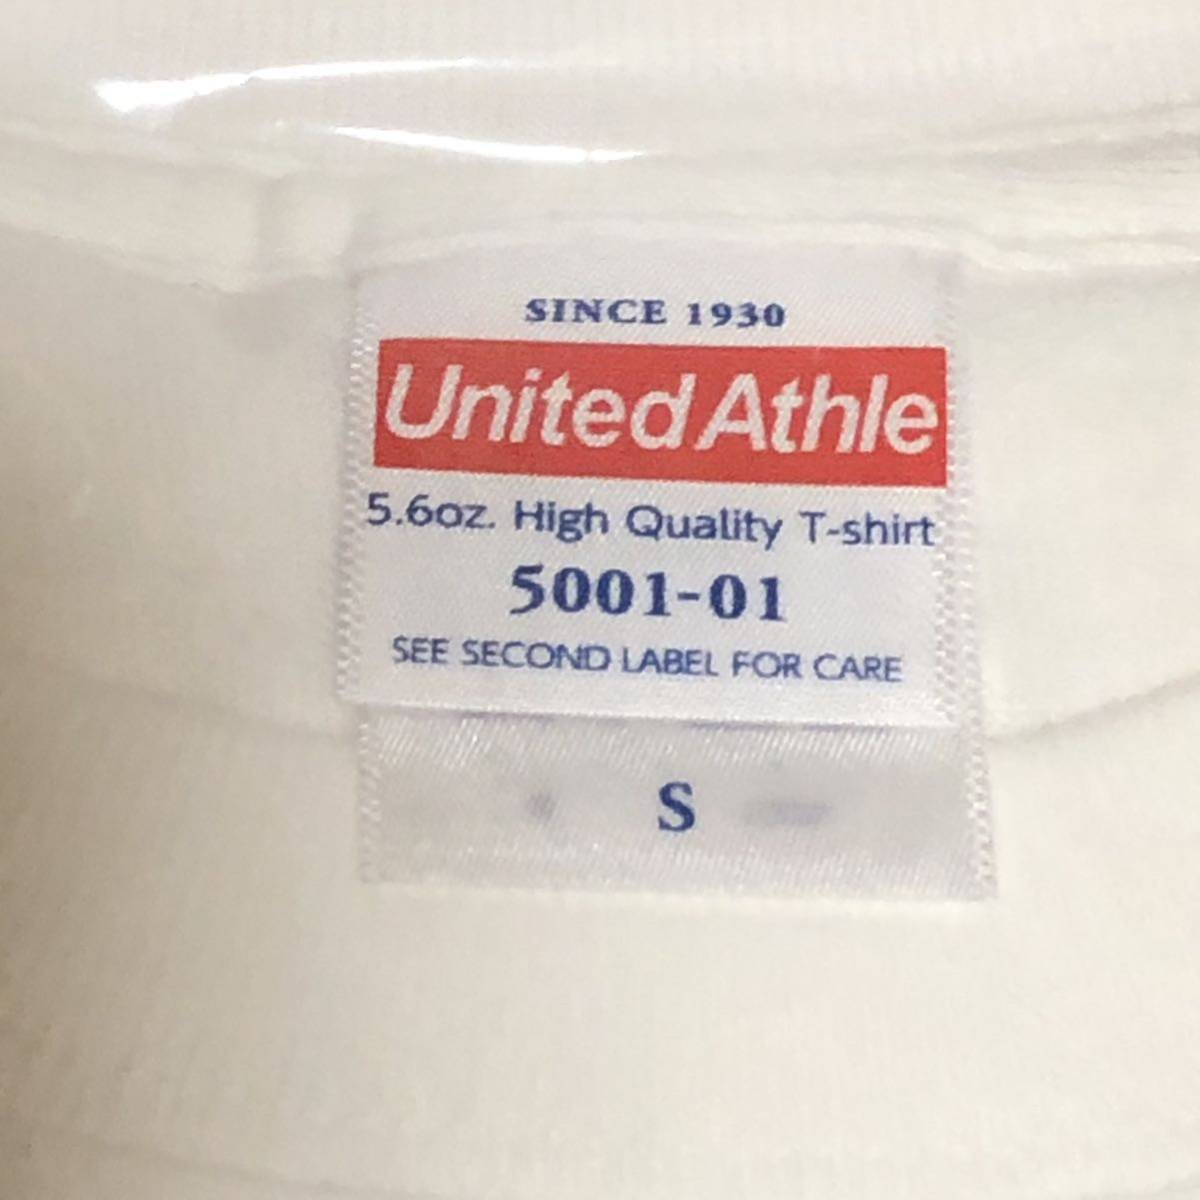 SINCE 1930
United Athle
5.6oz. High Quality T-shirt
5001-01
SEE SECOND LABEL FOR CARE
S